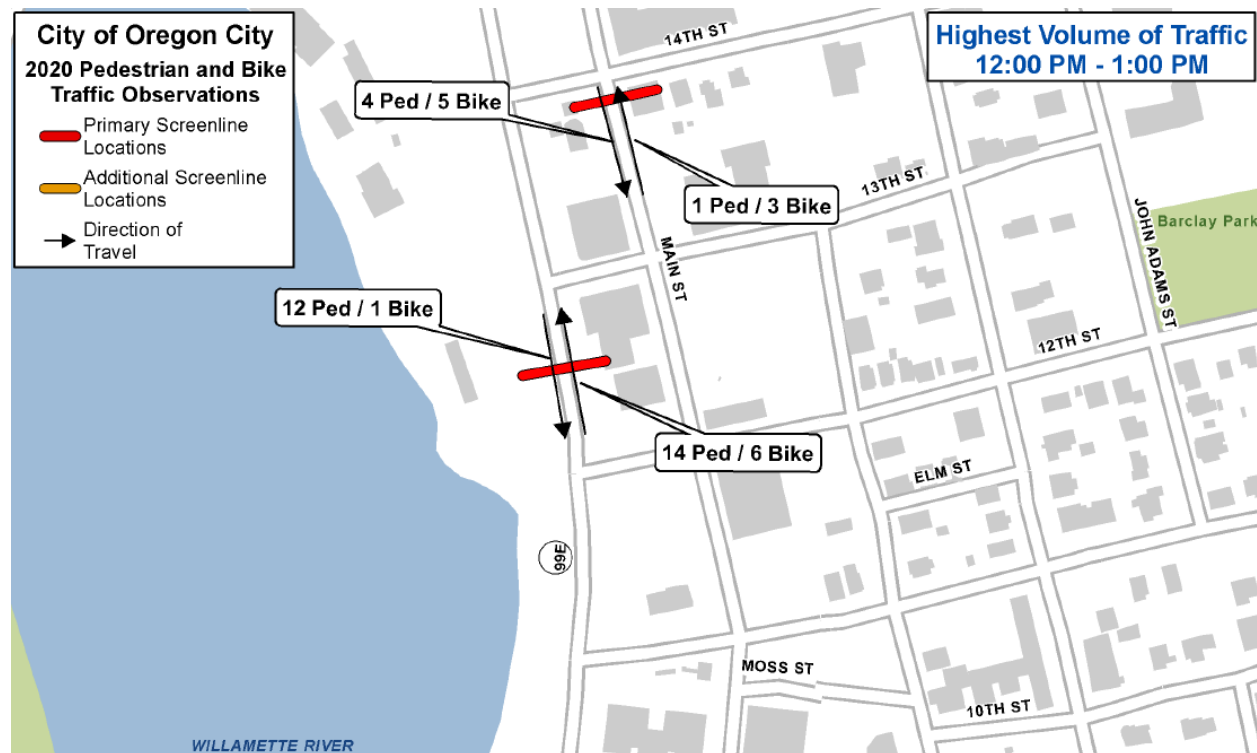 City of Oregon City
2020 Pedestrian and Bike
Traffic Observations
Primary Screenline
Locations
Additional Screenline
Locations
Direction of
Travel
Highest Volume of Traffic
12:00 PM - 1:00 PM
14TH ST
4 Ped / 5 Bike
1 Ped / 3 Bike
13TH ST
Barclay Park
JOHN ADAMS ST
MAIN ST
12 Ped / 1 Bike
12TH ST
14 Ped / 6 Bike
ELM ST
99E
MOSS ST
10TH ST
WILLAMETTE RIVER